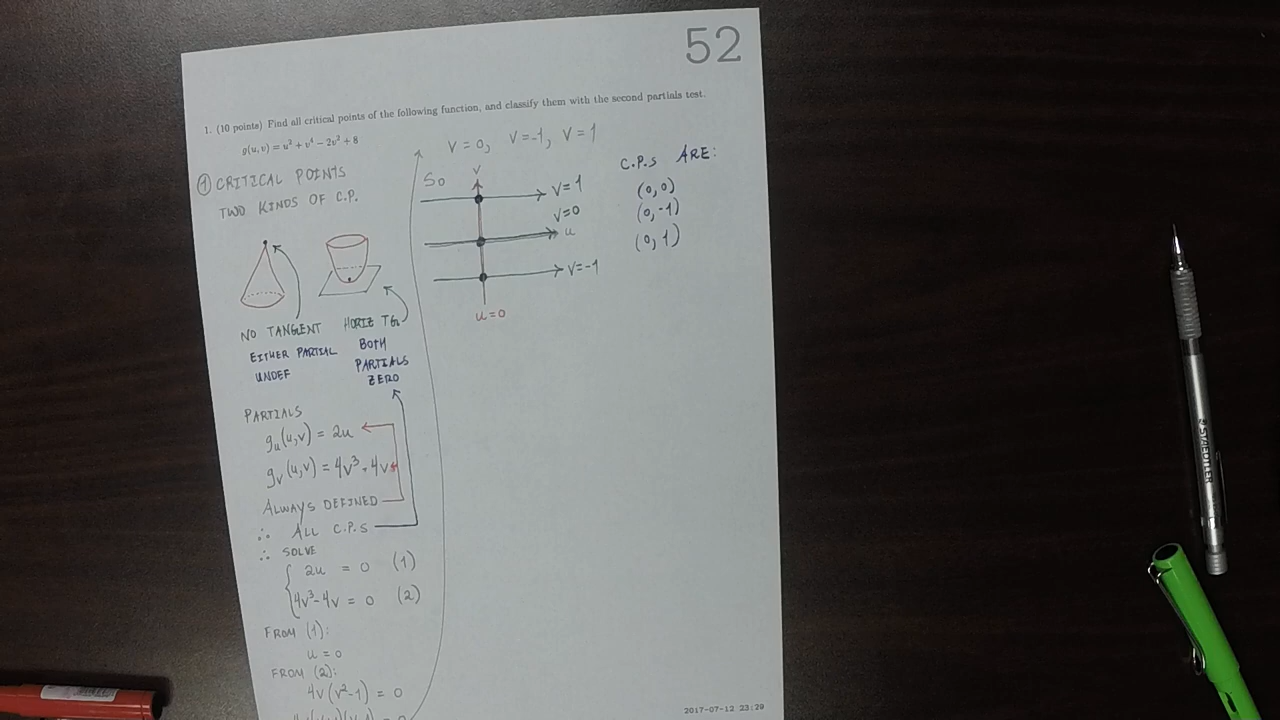 52
1. (10 points) Find all critical points of the following function, and classify them with the second partials test.
g(u, v) = u² + v⁴ − 2v² + 8
① CRITICAL POINTS
TWO KINDS OF C.P.
NO TANGENT HORIZ TG
EITHER PARTIAL BOTH
UNDEF PARTIALS
ZERO
PARTIALS
g_u(u,v) = 2u
g_v(u,v) = 4v³ - 4v
ALWAYS DEFINED
∴ ALL C.P.S
∴ SOLVE
2u = 0 (1)
4v³-4v = 0 (2)
FROM (1):
u = 0
FROM (2):
4v(v²-1) = 0
V = 0, V=-1, V = 1
So
V
V=1
V=0
u
V=-1
u=0
C.P.s ARE:
(0,0)
(0,-1)
(0,1)
STAEDTLER
2017-07-12 23:29